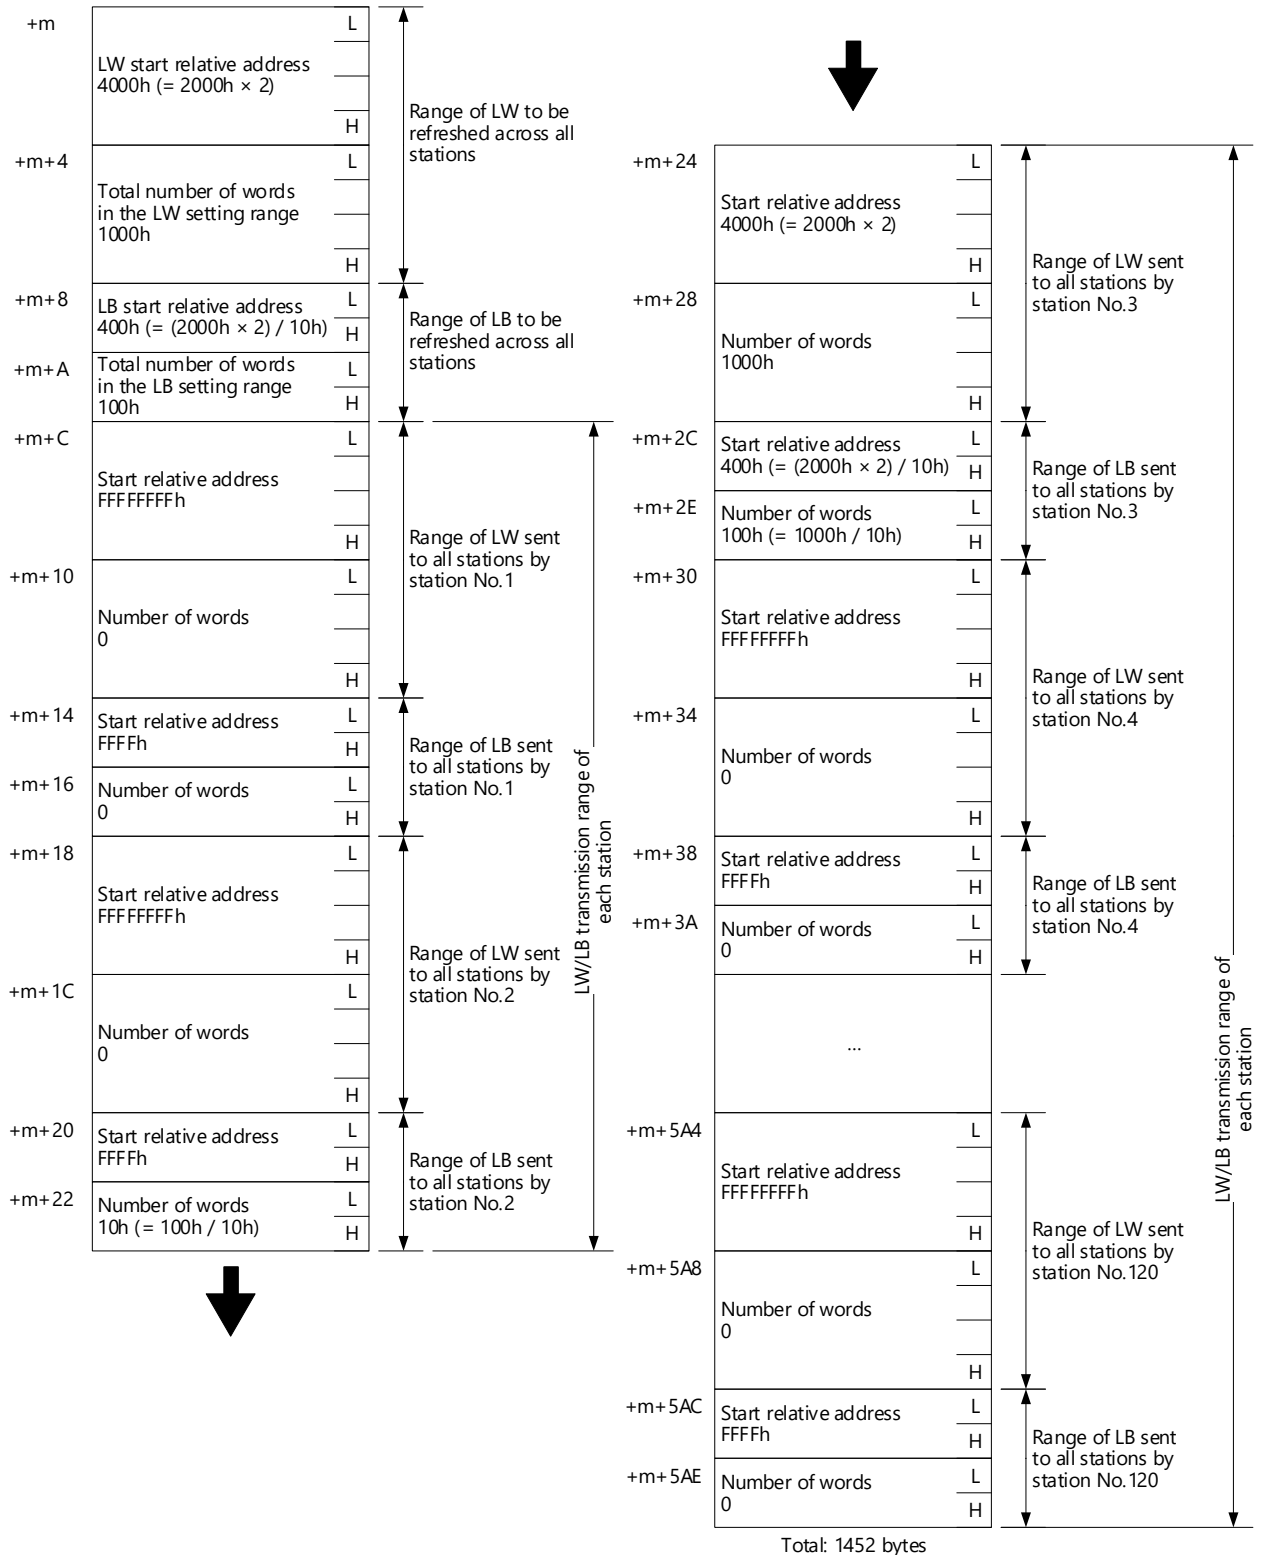 +m
L
LW start relative address
4000h (= 2000h × 2)
H
Range of LW to be
refreshed across all
stations
+m+4
L
Total number of words
in the LW setting range
1000h
H
+m+8
LB start relative address
400h (= (2000h × 2) / 10h)
L
H
Range of LB to be
refreshed across all
stations
+m+A
Total number of words
in the LB setting range
100h
L
H
+m+C
L
Start relative address
FFFFFFFFh
H
Range of LW sent
to all stations by
station No.1
+m+10
L
Number of words
0
H
+m+14
Start relative address
FFFFh
L
H
Range of LB sent
to all stations by
station No.1
+m+16
Number of words
0
L
H
+m+18
L
Start relative address
FFFFFFFFh
H
Range of LW sent
to all stations by
station No.2
+m+1C
L
Number of words
0
H
+m+20
Start relative address
FFFFh
L
H
Range of LB sent
to all stations by
station No.2
+m+22
Number of words
10h (= 100h / 10h)
L
H
LW/LB transmission range of
each station
+m+24
L
Start relative address
4000h (= 2000h × 2)
H
Range of LW sent
to all stations by
station No.3
+m+28
L
Number of words
1000h
H
+m+2C
Start relative address
400h (= (2000h × 2) / 10h)
L
H
Range of LB sent
to all stations by
station No.3
+m+2E
Number of words
100h (= 1000h / 10h)
L
H
+m+30
L
Start relative address
FFFFFFFFh
H
Range of LW sent
to all stations by
station No.4
+m+34
L
Number of words
0
H
+m+38
Start relative address
FFFFh
L
H
Range of LB sent
to all stations by
station No.4
+m+3A
Number of words
0
L
H
...
+m+5A4
L
Start relative address
FFFFFFFFh
H
Range of LW sent
to all stations by
station No.120
+m+5A8
L
Number of words
0
H
+m+5AC
Start relative address
FFFFh
L
H
Range of LB sent
to all stations by
station No.120
+m+5AE
Number of words
0
L
H
LW/LB transmission range of
each station
Total: 1452 bytes